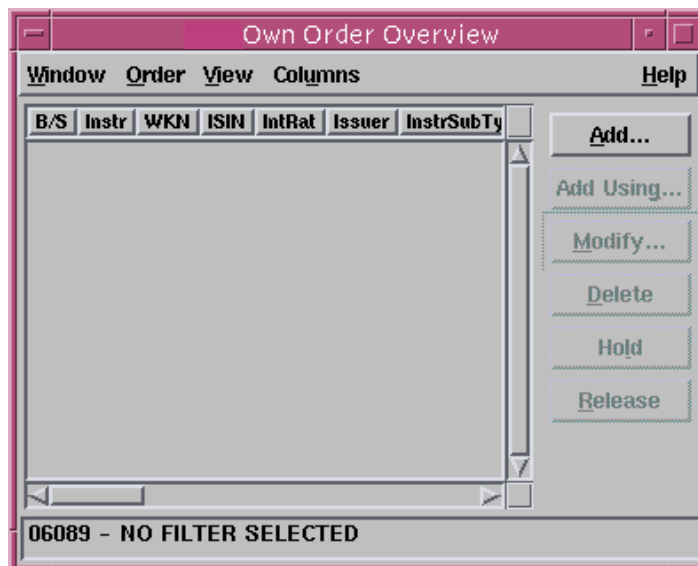 Own Order Overview
Window Order View Columns Help
B/S Instr WKN ISIN IntRat Issuer InstrSubTy
Add...
Add Using...
Modify...
Delete
Hold
Release
06089 - NO FILTER SELECTED